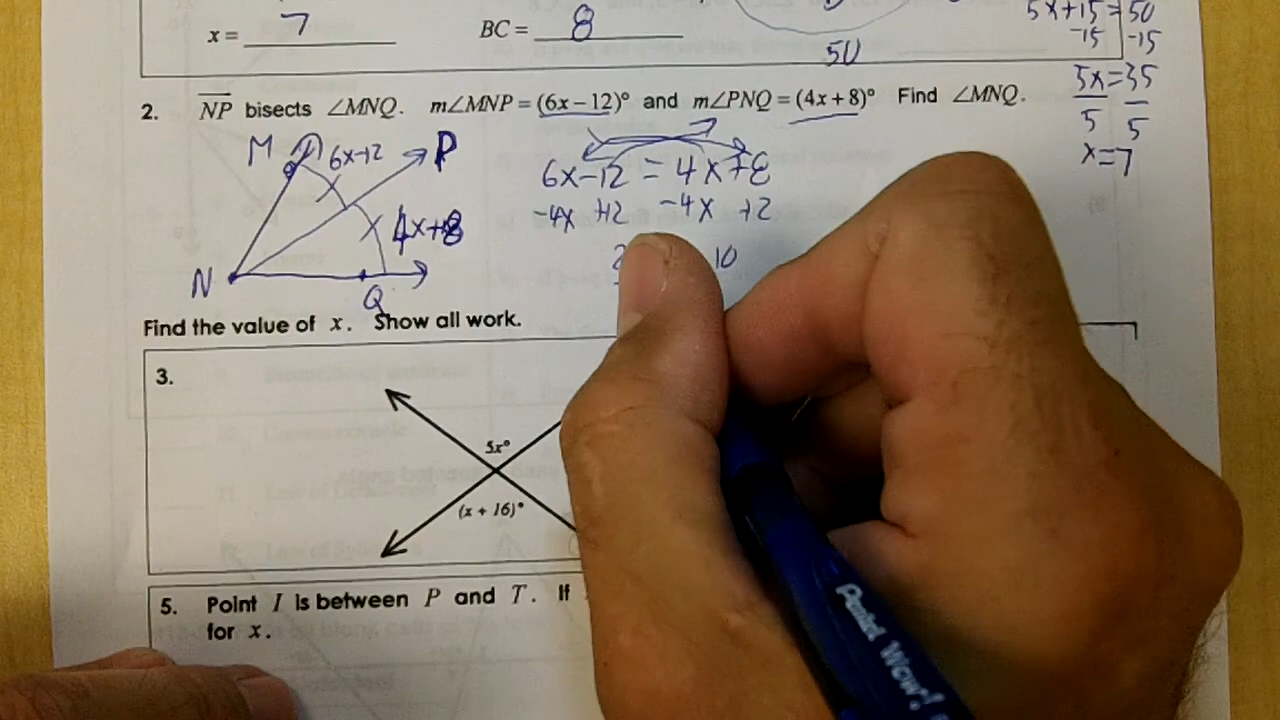 5x+15=50
-15 -15
x = 7 BC = 8
50
5x=35
5 5
x=7
2. NP bisects ∠MNQ. m∠MNP = (6x−12)° and m∠PNQ = (4x+8)° Find ∠MNQ.
M 6x-12 P
6x-12 = 4x+8
-4x +12 -4x +12
4x+8
10
N Q
Find the value of x. Show all work.
3.
5x°
(x + 16)°
5. Point I is between P and T. If
for x.
Pentel Wow!